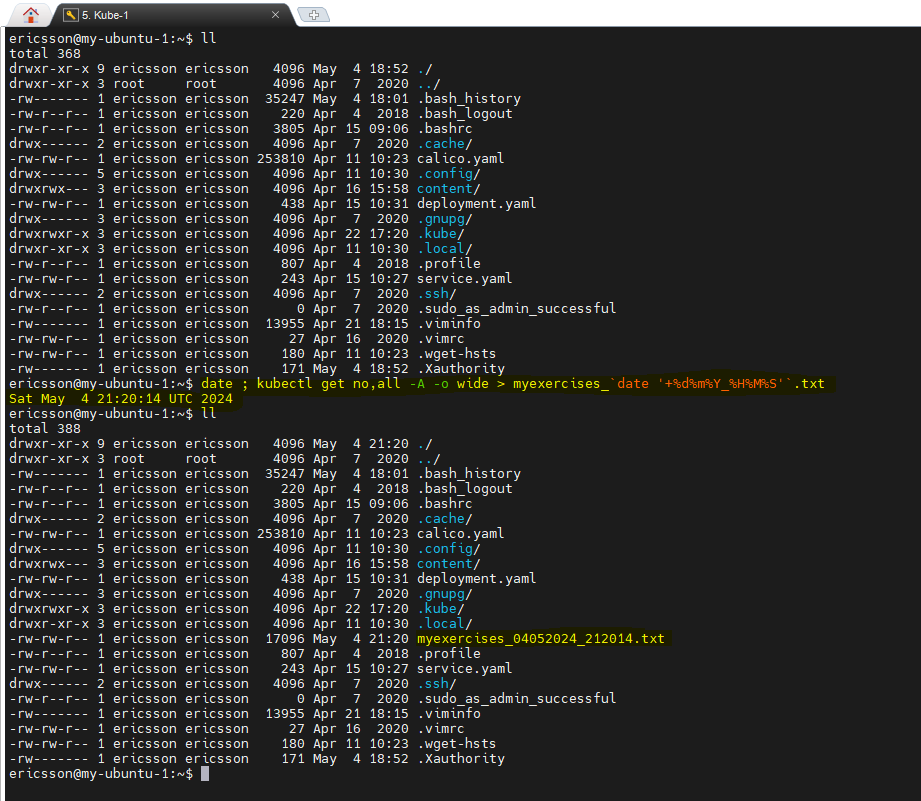 5. Kube-1
ericsson@my-ubuntu-1:~$ ll
total 368
drwxr-xr-x 9 ericsson ericsson   4096 May  4 18:52 ./
drwxr-xr-x 3 root     root       4096 Apr  7  2020 ../
-rw------- 1 ericsson ericsson  35247 May  4 18:01 .bash_history
-rw-r--r-- 1 ericsson ericsson    220 Apr  4  2018 .bash_logout
-rw-r--r-- 1 ericsson ericsson   3805 Apr 15 09:06 .bashrc
drwx------ 2 ericsson ericsson   4096 Apr  7  2020 .cache/
-rw-rw-r-- 1 ericsson ericsson 253810 Apr 11 10:23 calico.yaml
drwx------ 5 ericsson ericsson   4096 Apr 11 10:30 .config/
drwxrwx--- 3 ericsson ericsson   4096 Apr 16 15:58 content/
-rw-rw-r-- 1 ericsson ericsson    438 Apr 15 10:31 deployment.yaml
drwx------ 3 ericsson ericsson   4096 Apr  7  2020 .gnupg/
drwxrwxr-x 3 ericsson ericsson   4096 Apr 22 17:20 .kube/
drwxr-xr-x 3 ericsson ericsson   4096 Apr 11 10:30 .local/
-rw-r--r-- 1 ericsson ericsson    807 Apr  4  2018 .profile
-rw-rw-r-- 1 ericsson ericsson    243 Apr 15 10:27 service.yaml
drwx------ 2 ericsson ericsson   4096 Apr  7  2020 .ssh/
-rw-r--r-- 1 ericsson ericsson      0 Apr  7  2020 .sudo_as_admin_successful
-rw------- 1 ericsson ericsson  13955 Apr 21 18:15 .viminfo
-rw-rw-r-- 1 ericsson ericsson     27 Apr 16  2020 .vimrc
-rw-rw-r-- 1 ericsson ericsson    180 Apr 11 10:23 .wget-hsts
-rw------- 1 ericsson ericsson    171 May  4 18:52 .Xauthority
ericsson@my-ubuntu-1:~$ date ; kubectl get no,all -A -o wide > myexercises_`date '+%d%m%Y_%H%M%S'`.txt
Sat May  4 21:20:14 UTC 2024
ericsson@my-ubuntu-1:~$ ll
total 388
drwxr-xr-x 9 ericsson ericsson   4096 May  4 21:20 ./
drwxr-xr-x 3 root     root       4096 Apr  7  2020 ../
-rw------- 1 ericsson ericsson  35247 May  4 18:01 .bash_history
-rw-r--r-- 1 ericsson ericsson    220 Apr  4  2018 .bash_logout
-rw-r--r-- 1 ericsson ericsson   3805 Apr 15 09:06 .bashrc
drwx------ 2 ericsson ericsson   4096 Apr  7  2020 .cache/
-rw-rw-r-- 1 ericsson ericsson 253810 Apr 11 10:23 calico.yaml
drwx------ 5 ericsson ericsson   4096 Apr 11 10:30 .config/
drwxrwx--- 3 ericsson ericsson   4096 Apr 16 15:58 content/
-rw-rw-r-- 1 ericsson ericsson    438 Apr 15 10:31 deployment.yaml
drwx------ 3 ericsson ericsson   4096 Apr  7  2020 .gnupg/
drwxrwxr-x 3 ericsson ericsson   4096 Apr 22 17:20 .kube/
drwxr-xr-x 3 ericsson ericsson   4096 Apr 11 10:30 .local/
-rw-rw-r-- 1 ericsson ericsson  17096 May  4 21:20 myexercises_04052024_212014.txt
-rw-r--r-- 1 ericsson ericsson    807 Apr  4  2018 .profile
-rw-rw-r-- 1 ericsson ericsson    243 Apr 15 10:27 service.yaml
drwx------ 2 ericsson ericsson   4096 Apr  7  2020 .ssh/
-rw-r--r-- 1 ericsson ericsson      0 Apr  7  2020 .sudo_as_admin_successful
-rw------- 1 ericsson ericsson  13955 Apr 21 18:15 .viminfo
-rw-rw-r-- 1 ericsson ericsson     27 Apr 16  2020 .vimrc
-rw-rw-r-- 1 ericsson ericsson    180 Apr 11 10:23 .wget-hsts
-rw------- 1 ericsson ericsson    171 May  4 18:52 .Xauthority
ericsson@my-ubuntu-1:~$